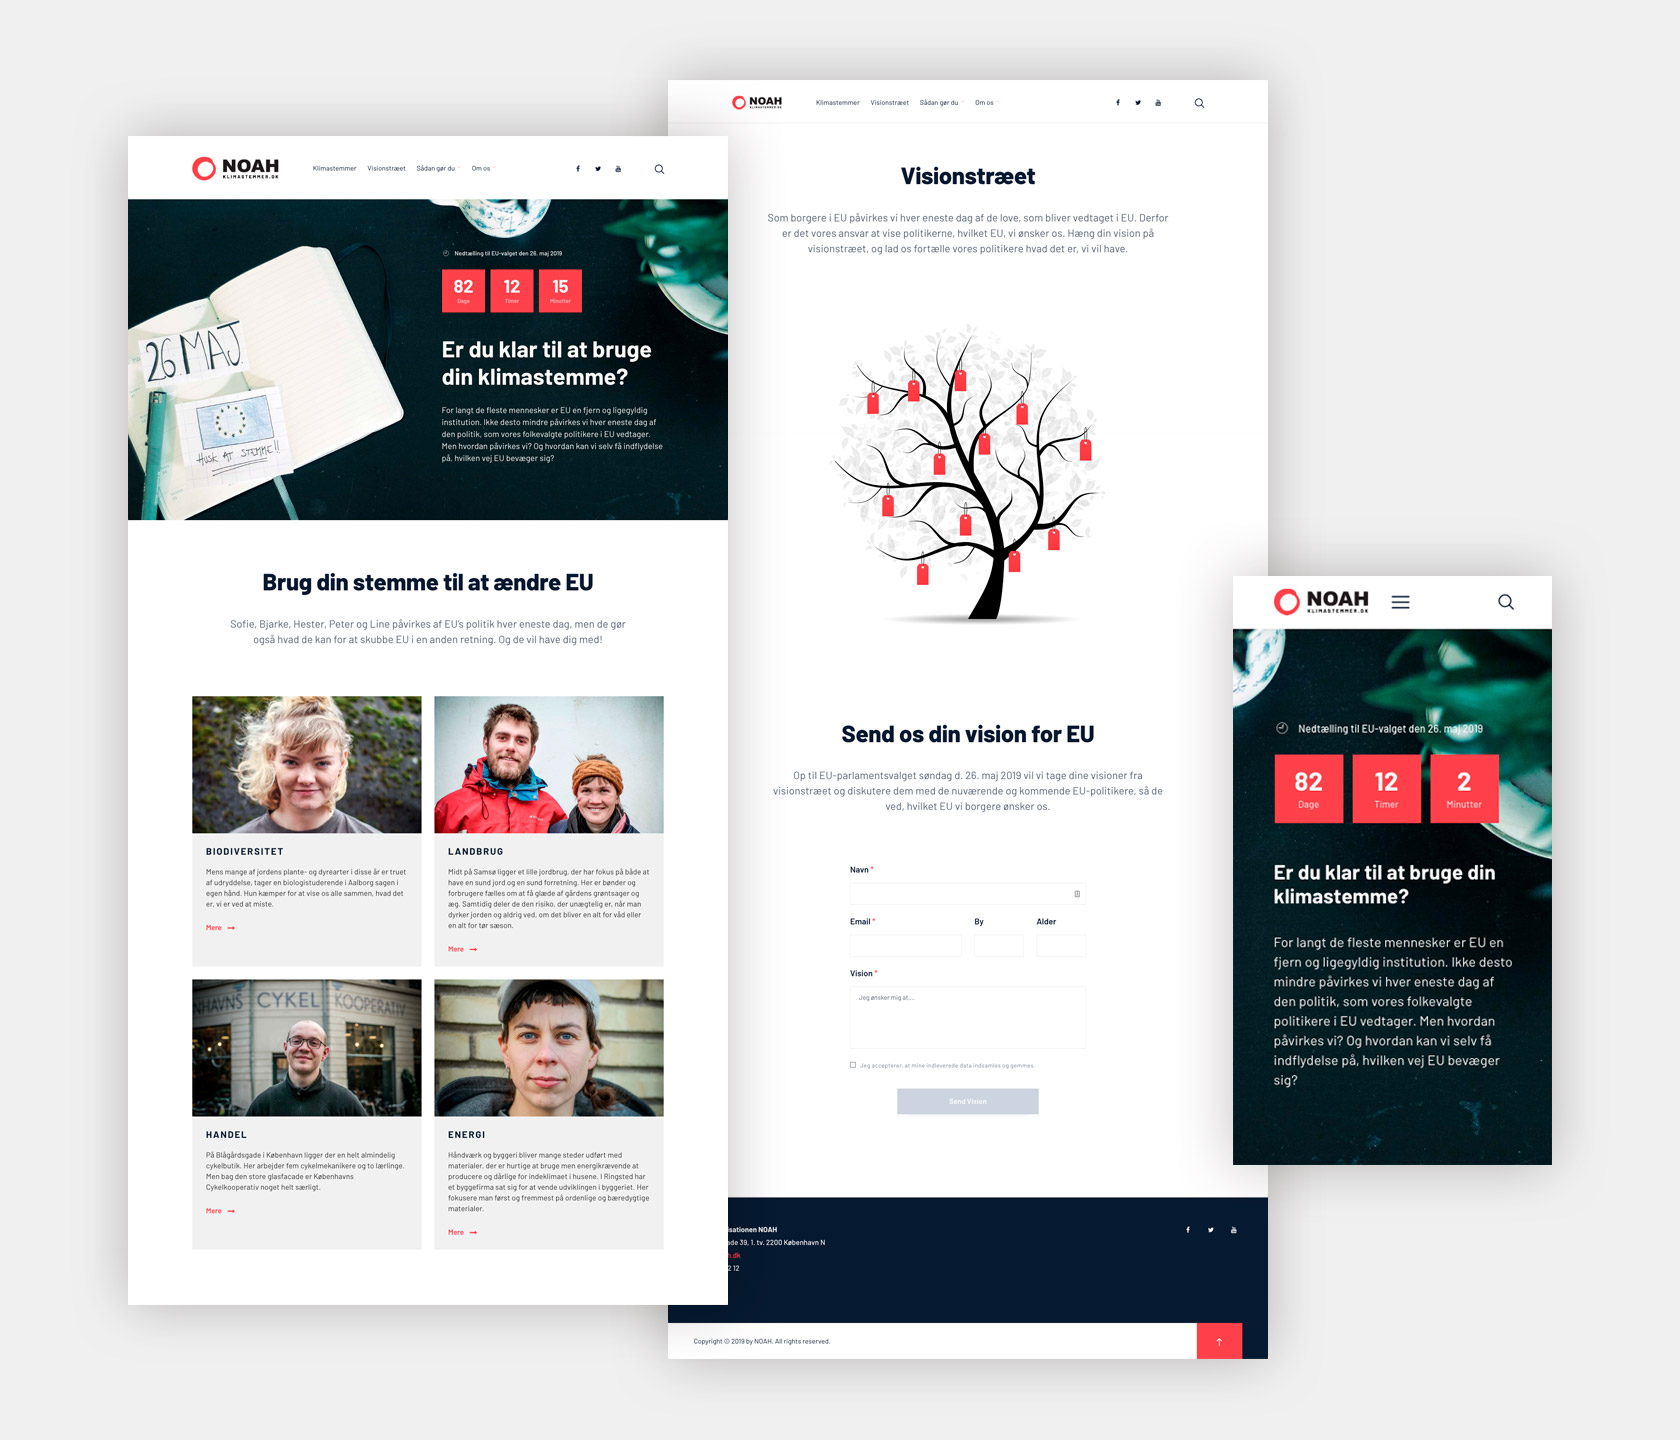 NOAH
KLIMASTEMMER.DK
Klimastemmer
Visionstræet
Sådan gør du
Om os
Nedtælling til EU-valget den 26. maj 2019
82
12
15
Dage
Timer
Minutter
Er du klar til at bruge
din klimastemme?
For langt de fleste mennesker er EU en fjern og ligegyldig
institution. Ikke desto mindre påvirkes vi hver eneste dag af
den politik, som vores folkevalgte politikere i EU vedtager.
Men hvordan påvirkes vi? Og hvordan kan vi selv få indflydelse
på, hvilken vej EU bevæger sig?
26 MAJ
HUSK AT STEMME!!
Brug din stemme til at ændre EU
Sofie, Bjarke, Hester, Peter og Line påvirkes af EU's politik hver eneste dag, men de gør
også hvad de kan for at skubbe EU i en anden retning. Og de vil have dig med!
BIODIVERSITET
Mens mange af jordens plante- og dyrearter i disse år er truet
af udryddelse, tager en biologistuderende i Aalborg sagen i
egen hånd. Hun kæmper for at vise os alle sammen, hvad det
er, vi er ved at miste.
Mere
LANDBRUG
Midt på Samsø ligger et lille jordbrug, der har fokus på både at
have en sund jord og en sund forretning. Her er bønder og
forbrugere fælles om at få glæde af gårdens grøntsager og
æg. Samtidig deler de den risiko, der unægtelig er, når man
dyrker jorden og aldrig ved, om det bliver en alt for våd eller
en alt for tør sæson.
Mere
NHAVNS CYKEL KOOPERATIV
HANDEL
På Blågårdsgade i København ligger der en helt almindelig
cykelbutik. Her arbejder fem cykelmekanikere og to lærlinge.
Men bag den store glasfacade er Københavns
Cykelkooperativ noget helt særligt.
Mere
ENERGI
Håndværk og byggeri bliver mange steder udført med
materialer, der er hurtige at bruge men energikrævende at
producere og dårlige for indeklimaet i husene. I Ringsted har
et byggefirma sat sig for at vende udviklingen i byggeriet. Her
fokusere man først og fremmest på ordenlige og bæredygtige
materialer.
Mere
NOAH
KLIMASTEMMER.DK
Klimastemmer
Visionstræet
Sådan gør du
Om os
Visionstræet
Som borgere i EU påvirkes vi hver eneste dag af de love, som bliver vedtaget i EU. Derfor
er det vores ansvar at vise politikerne, hvilket EU, vi ønsker os. Hæng din vision på
visionstræet, og lad os fortælle vores politikere hvad det er, vi vil have.
Send os din vision for EU
Op til EU-parlamentsvalget søndag d. 26. maj 2019 vil vi tage dine visioner fra
visionstræet og diskutere dem med de nuværende og kommende EU-politikere, så de
ved, hvilket EU vi borgere ønsker os.
Navn *
Email *
By
Alder
Vision *
Jeg ønsker mig at....
Jeg accepterer, at mine indleverede data indsamles og gemmes.
Send Vision
isationen NOAH
ade 39, 1. tv. 2200 København N
h.dk
2 12
Copyright © 2019 by NOAH. All rights reserved.
NOAH
KLIMASTEMMER.DK
Nedtælling til EU-valget den 26. maj 2019
82
12
2
Dage
Timer
Minutter
Er du klar til at bruge din
klimastemme?
For langt de fleste mennesker er EU en
fjern og ligegyldig institution. Ikke desto
mindre påvirkes vi hver eneste dag af
den politik, som vores folkevalgte
politikere i EU vedtager. Men hvordan
påvirkes vi? Og hvordan kan vi selv få
indflydelse på, hvilken vej EU bevæger
sig?